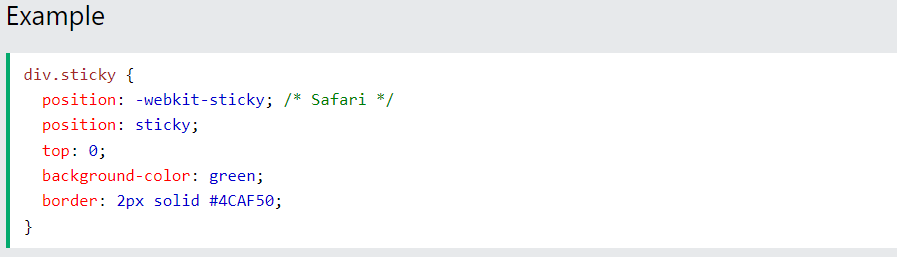 Example
div.sticky {
  position: -webkit-sticky; /* Safari */
  position: sticky;
  top: 0;
  background-color: green;
  border: 2px solid #4CAF50;
}